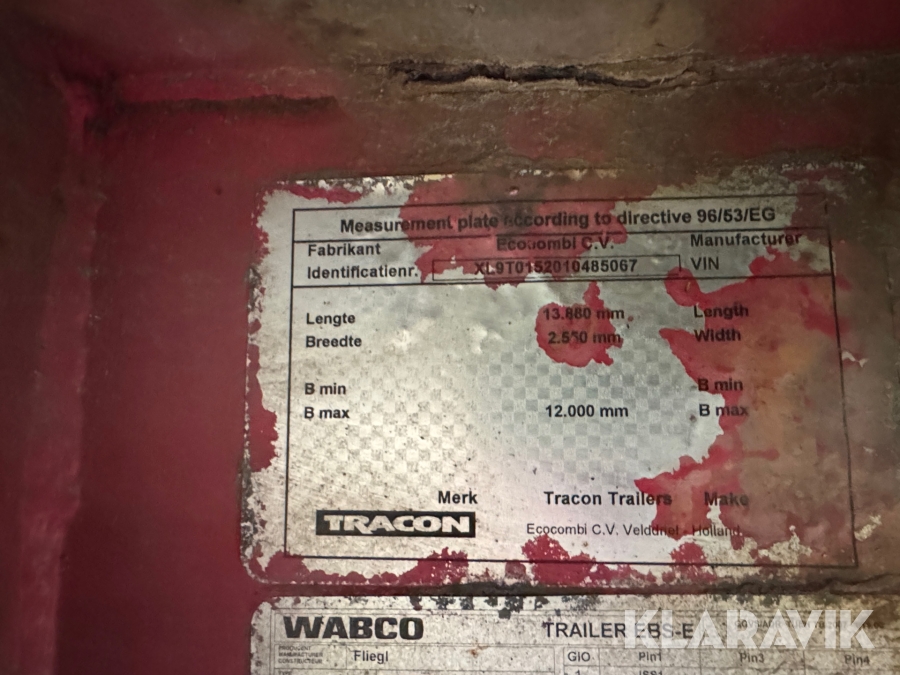 Measurement plate according to directive 96/53/EG
Fabrikant Ecocombi C.V. Manufacturer
Identificatienr. XL9T0152010485067 VIN
Lengte 13.880 mm Length
Breedte 2.550 mm Width
B min B min
B max 12.000 mm B max
Merk Tracon Trailers Make
TRACON Ecocombi C.V. - Holland
WABCO TRAILER EBS-E
KLARAVIK
Fliegl GIO Pin1 Pin3 Pin4